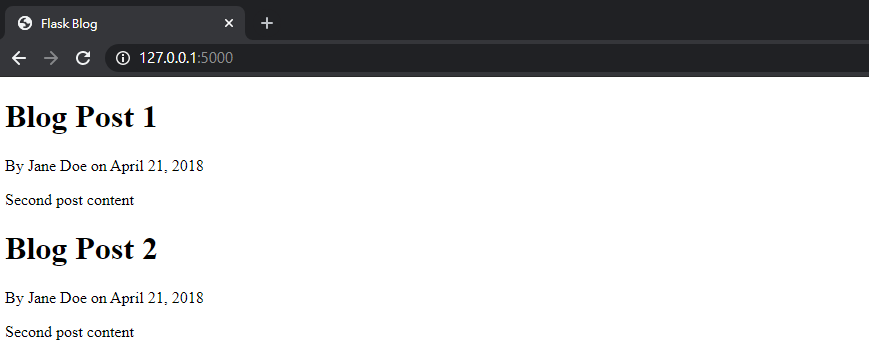 Flask Blog
127.0.0.1:5000
Blog Post 1
By Jane Doe on April 21, 2018
Second post content
Blog Post 2
By Jane Doe on April 21, 2018
Second post content